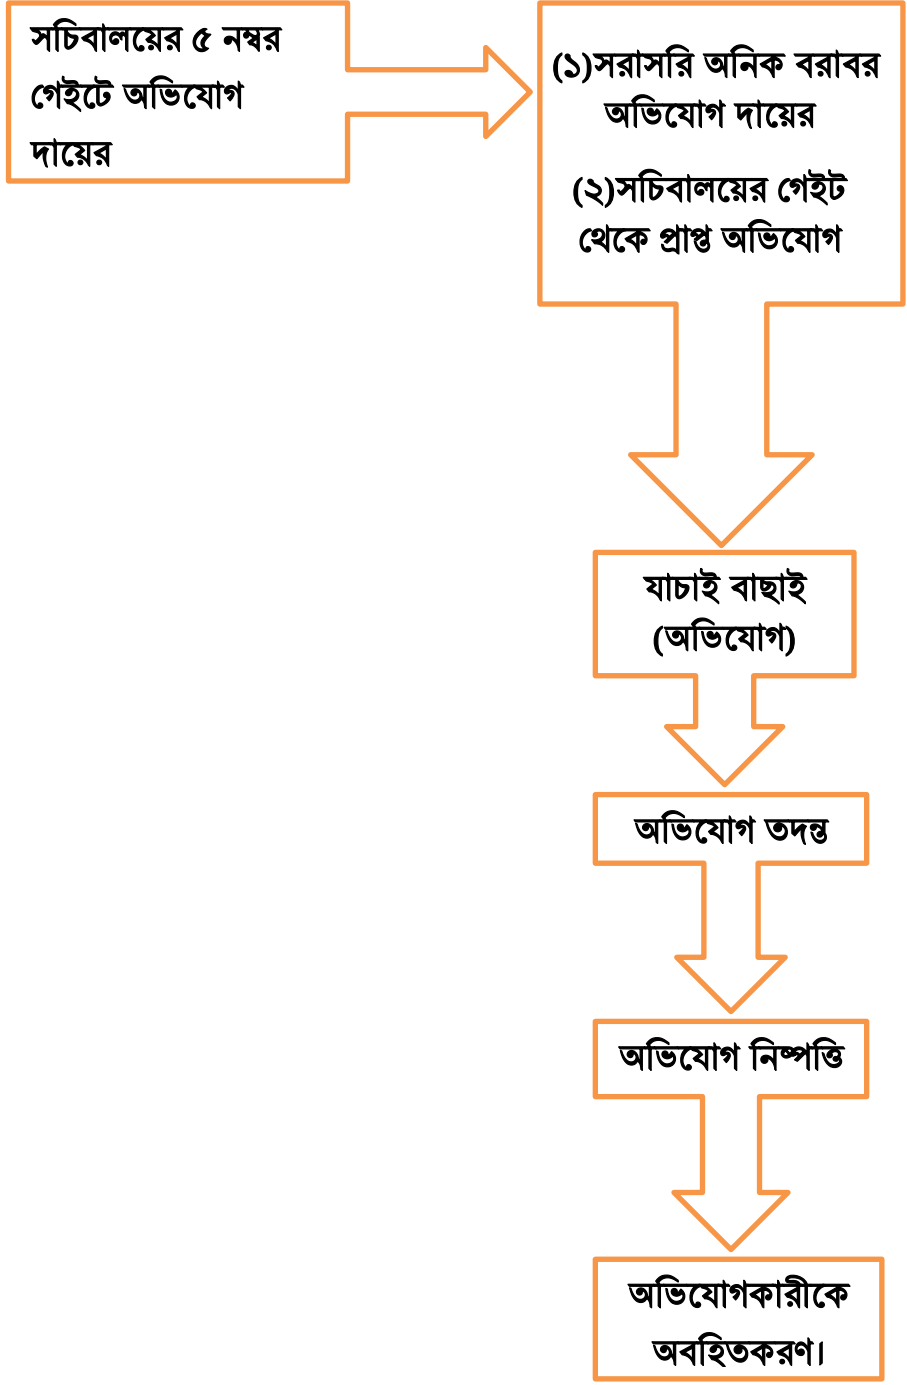 সচিবালয়ের ৫ নম্বর
গেইটে অভিযোগ
দায়ের
(১)সরাসরি অনিক বরাবর
অভিযোগ দায়ের
(২)সচিবালয়ের গেইট
থেকে প্রাপ্ত অভিযোগ
যাচাই বাছাই
(অভিযোগ)
অভিযোগ তদন্ত
অভিযোগ নিষ্পত্তি
অভিযোগকারীকে
অবহিতকরণ।